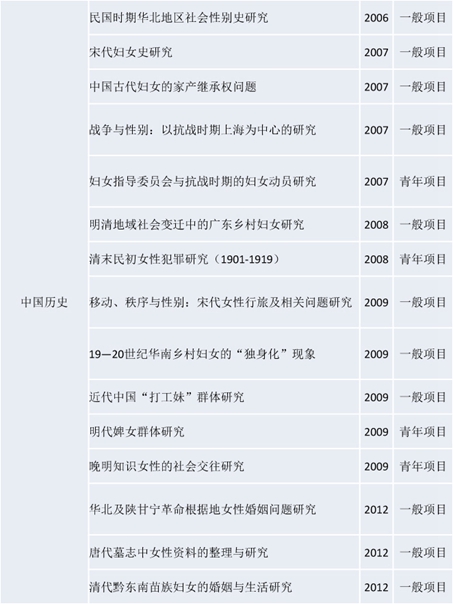 民国时期华北地区社会性别史研究 2006 一般项目
宋代妇女史研究 2007 一般项目
中国古代妇女的家产继承权问题 2007 一般项目
战争与性别：以抗战时期上海为中心的研究 2007 一般项目
妇女指导委员会与抗战时期的妇女动员研究 2007 青年项目
明清地域社会变迁中的广东乡村妇女研究 2008 一般项目
清末民初女性犯罪研究（1901-1919） 2008 青年项目
中国历史 移动、秩序与性别：宋代女性行旅及相关问题研究 2009 一般项目
19—20世纪华南乡村妇女的“独身化”现象 2009 一般项目
近代中国“打工妹”群体研究 2009 一般项目
明代婢女群体研究 2009 青年项目
晚明知识女性的社会交往研究 2009 青年项目
华北及陕甘宁革命根据地女性婚姻问题研究 2012 一般项目
唐代墓志中女性资料的整理与研究 2012 一般项目
清代黔东南苗族妇女的婚姻与生活研究 2012 一般项目